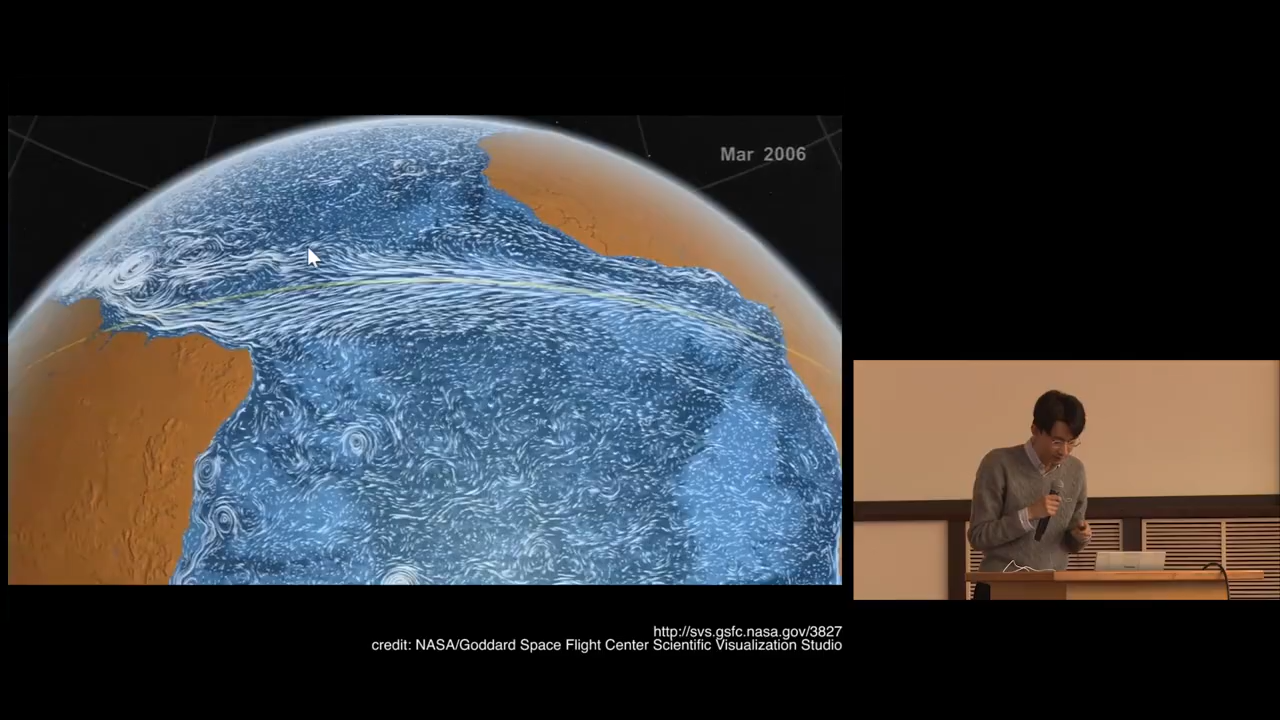 Mar 2006
http://svs.gsfc.nasa.gov/3827
credit: NASA/Goddard Space Flight Center Scientific Visualization Studio